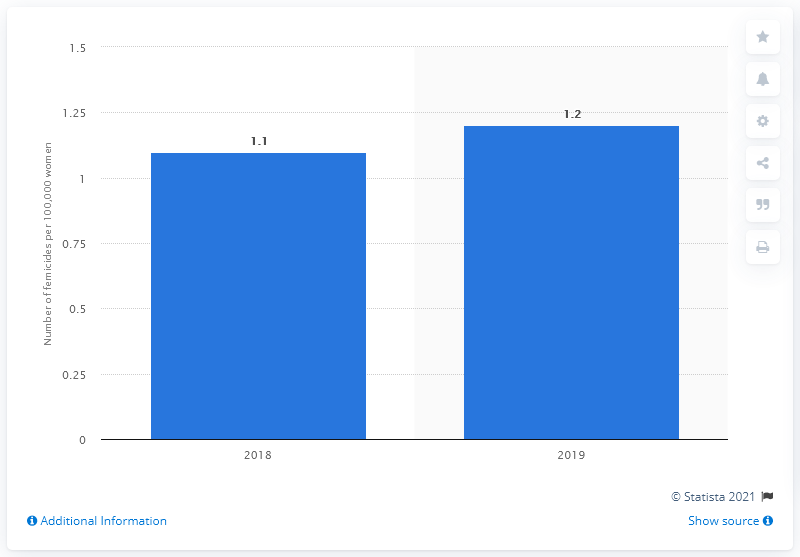 Number of femicides per 100,000 women
1.5
1.25
1
0.75
0.5
0.25
0
1.1
1.2
2018
2019
© Statista 2021
Additional Information
Show source